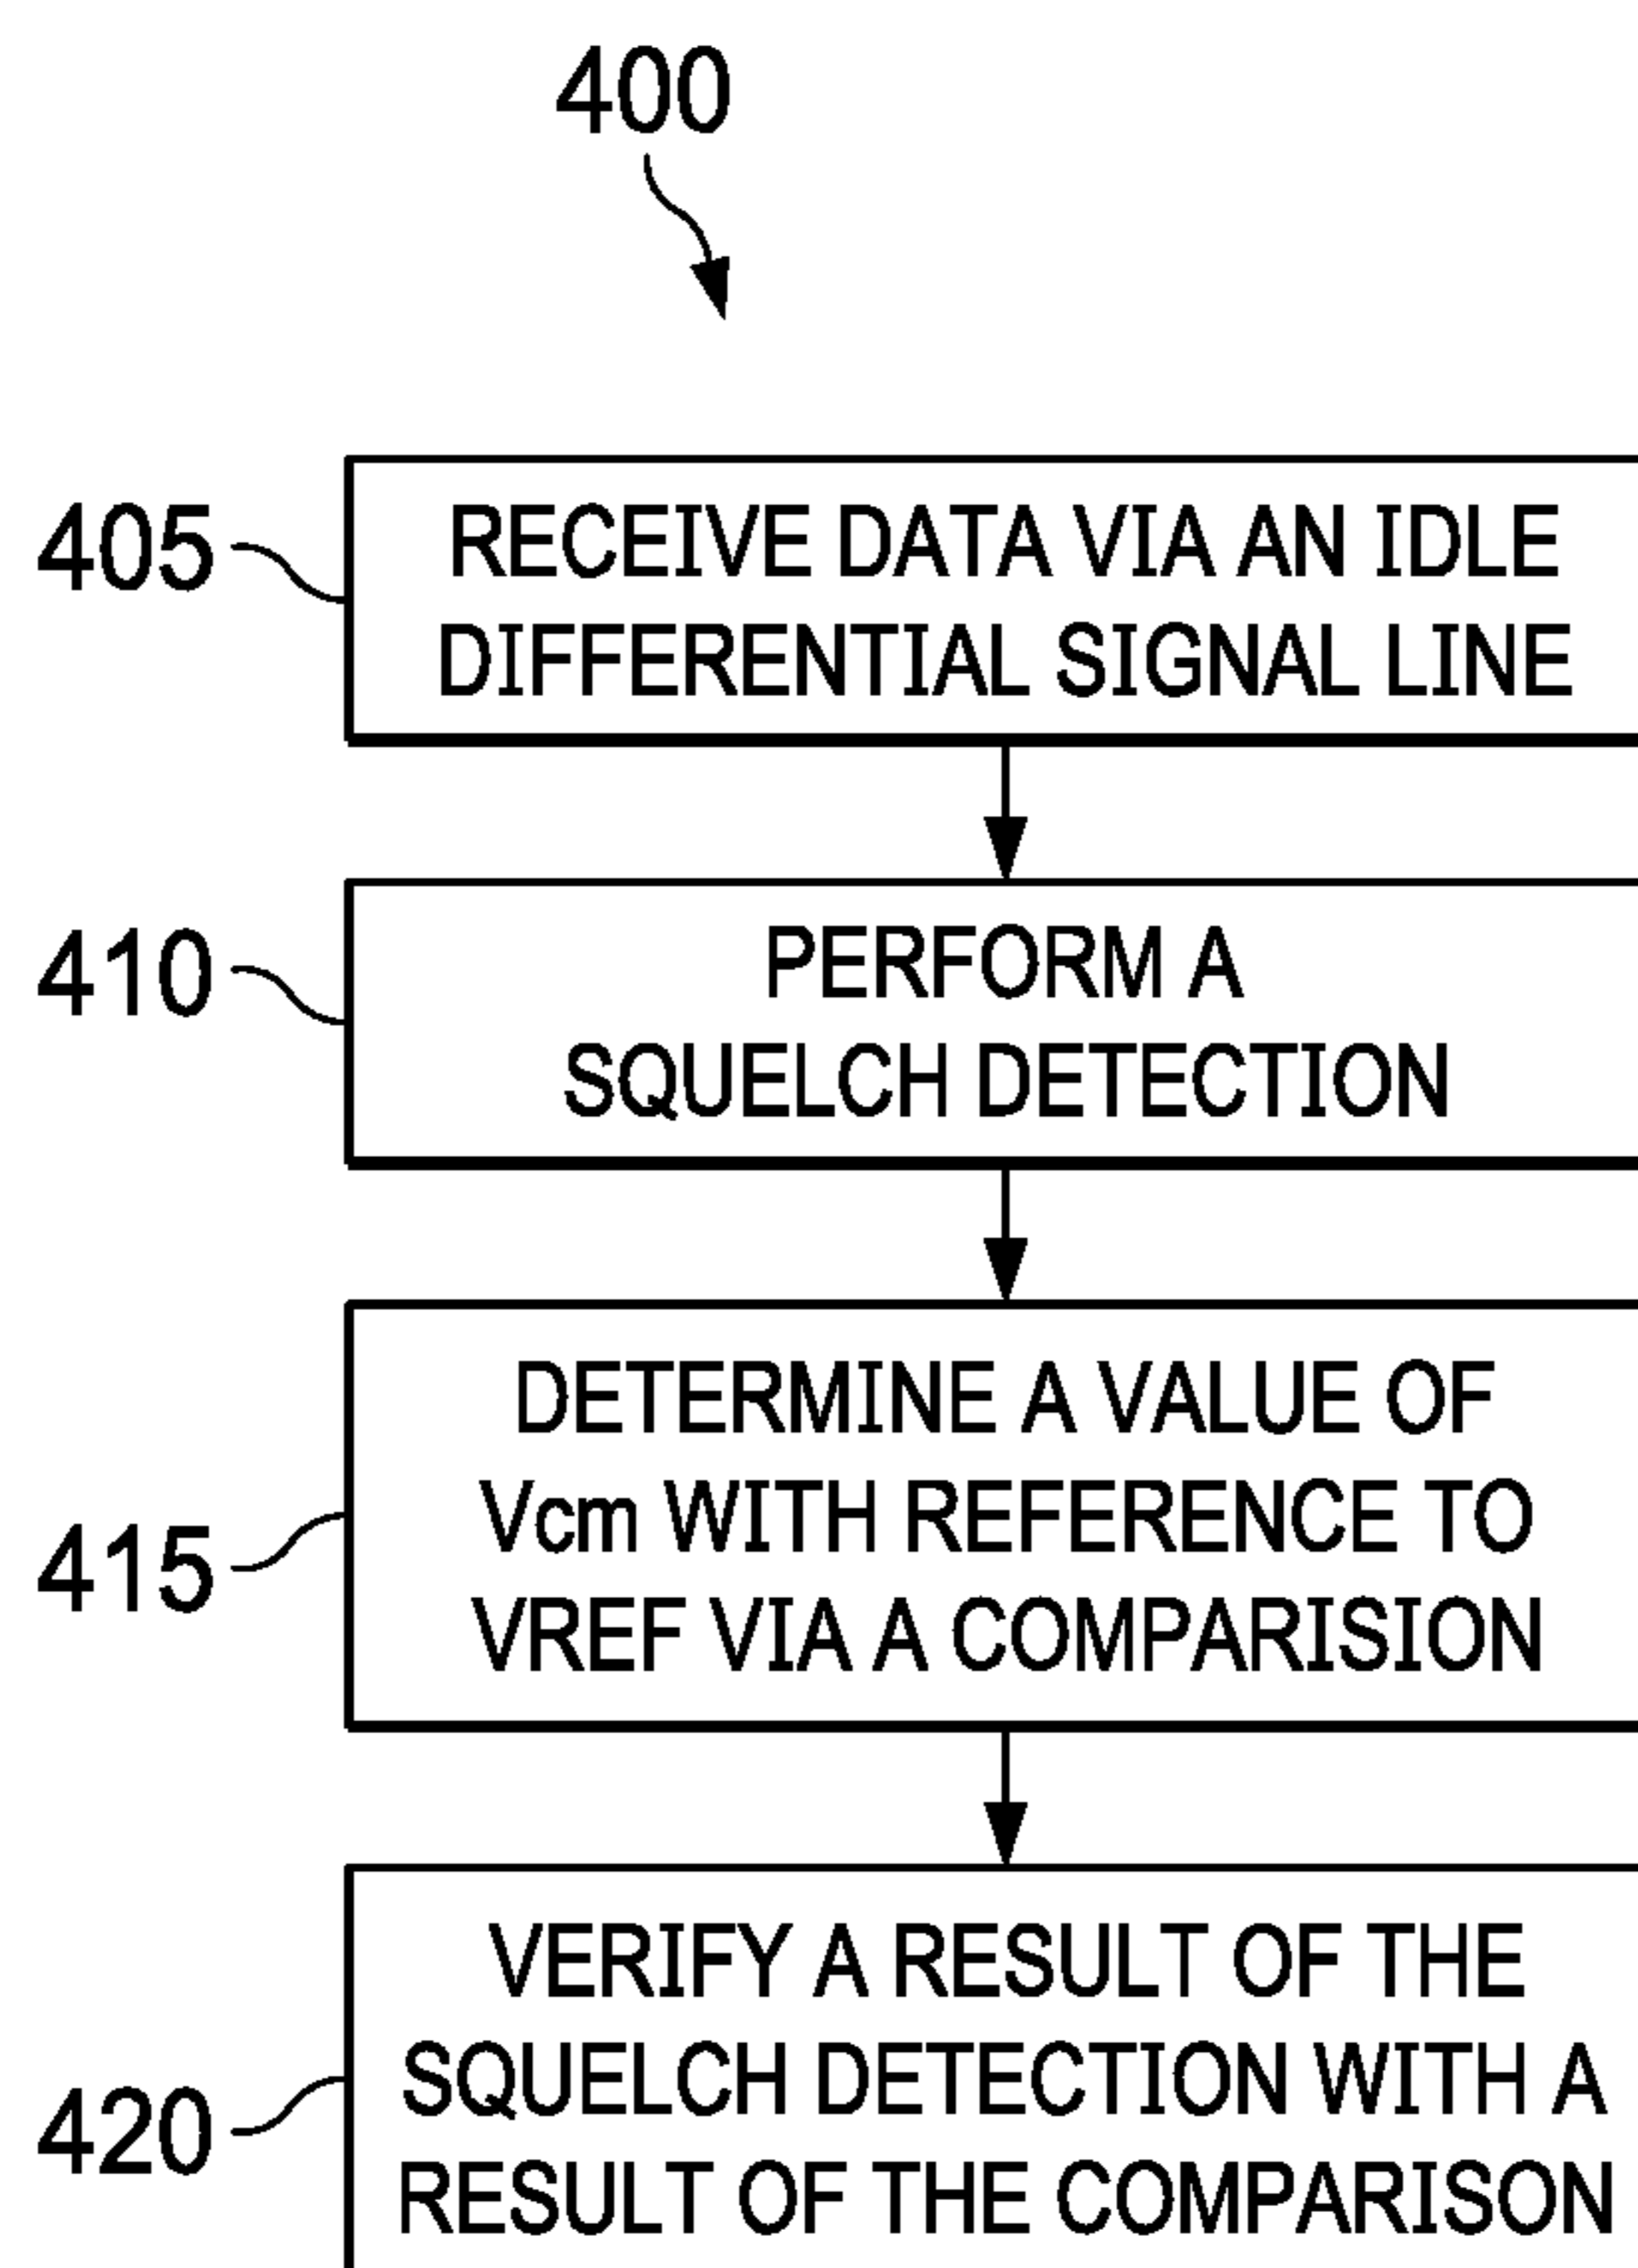 400
405
RECEIVE DATA VIA AN IDLE
DIFFERENTIAL SIGNAL LINE
410
PERFORM A
SQUELCH DETECTION
415
DETERMINE A VALUE OF
Vcm WITH REFERENCE TO
VREF VIA A COMPARISION
420
VERIFY A RESULT OF THE
SQUELCH DETECTION WITH A
RESULT OF THE COMPARISON